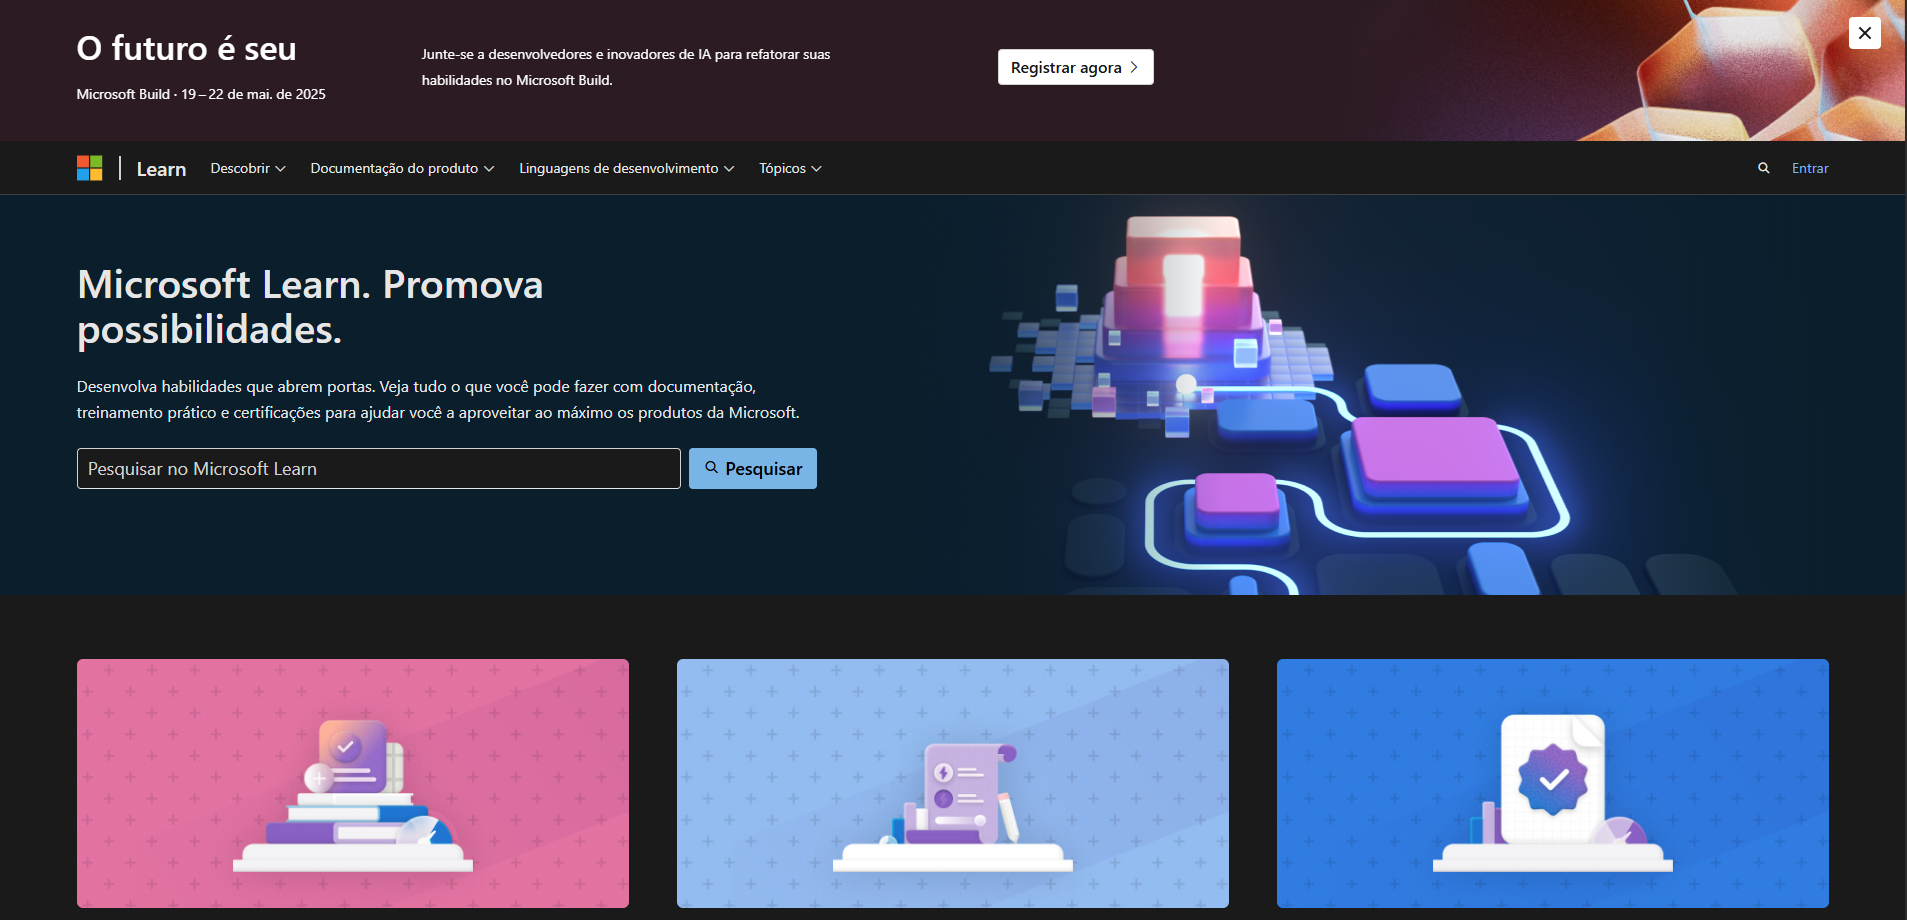 O futuro é seu
Microsoft Build · 19 – 22 de mai. de 2025
Junte-se a desenvolvedores e inovadores de IA para refatorar suas
habilidades no Microsoft Build.
Registrar agora
Learn
Descobrir
Documentação do produto
Linguagens de desenvolvimento
Tópicos
Entrar
Microsoft Learn. Promova
possibilidades.
Desenvolva habilidades que abrem portas. Veja tudo o que você pode fazer com documentação,
treinamento prático e certificações para ajudar você a aproveitar ao máximo os produtos da Microsoft.
Pesquisar no Microsoft Learn
Pesquisar